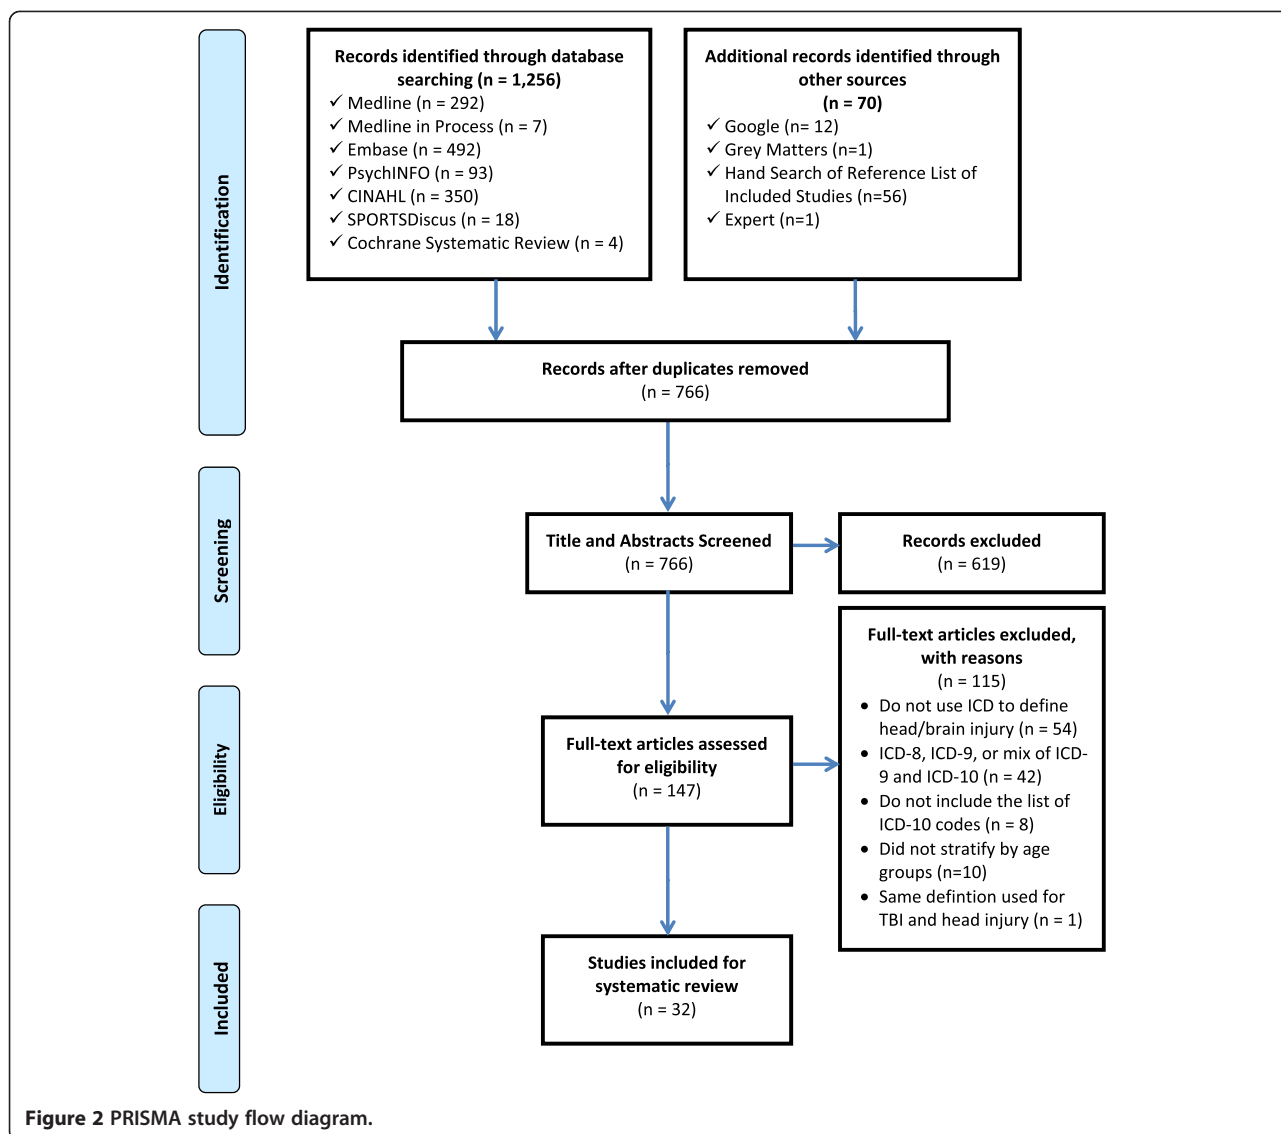 Identification
Records identified through database
searching (n = 1,256)
✓ Medline (n = 292)
✓ Medline in Process (n = 7)
✓ Embase (n = 492)
✓ PsychINFO (n = 93)
✓ CINAHL (n = 350)
✓ SPORTSDiscus (n = 18)
✓ Cochrane Systematic Review (n = 4)
Additional records identified through
other sources
(n = 70)
✓ Google (n= 12)
✓ Grey Matters (n=1)
✓ Hand Search of Reference List of
Included Studies (n=56)
✓ Expert (n=1)
Records after duplicates removed
(n = 766)
Screening
Title and Abstracts Screened
(n = 766)
Records excluded
(n = 619)
Eligibility
Full-text articles assessed
for eligibility
(n = 147)
Full-text articles excluded,
with reasons
(n = 115)
• Do not use ICD to define
head/brain injury (n = 54)
• ICD-8, ICD-9, or mix of ICD-
9 and ICD-10 (n = 42)
• Do not include the list of
ICD-10 codes (n = 8)
• Did not stratify by age
groups (n=10)
• Same defintion used for
TBI and head injury (n = 1)
Included
Studies included for
systematic review
(n = 32)
Figure 2 PRISMA study flow diagram.